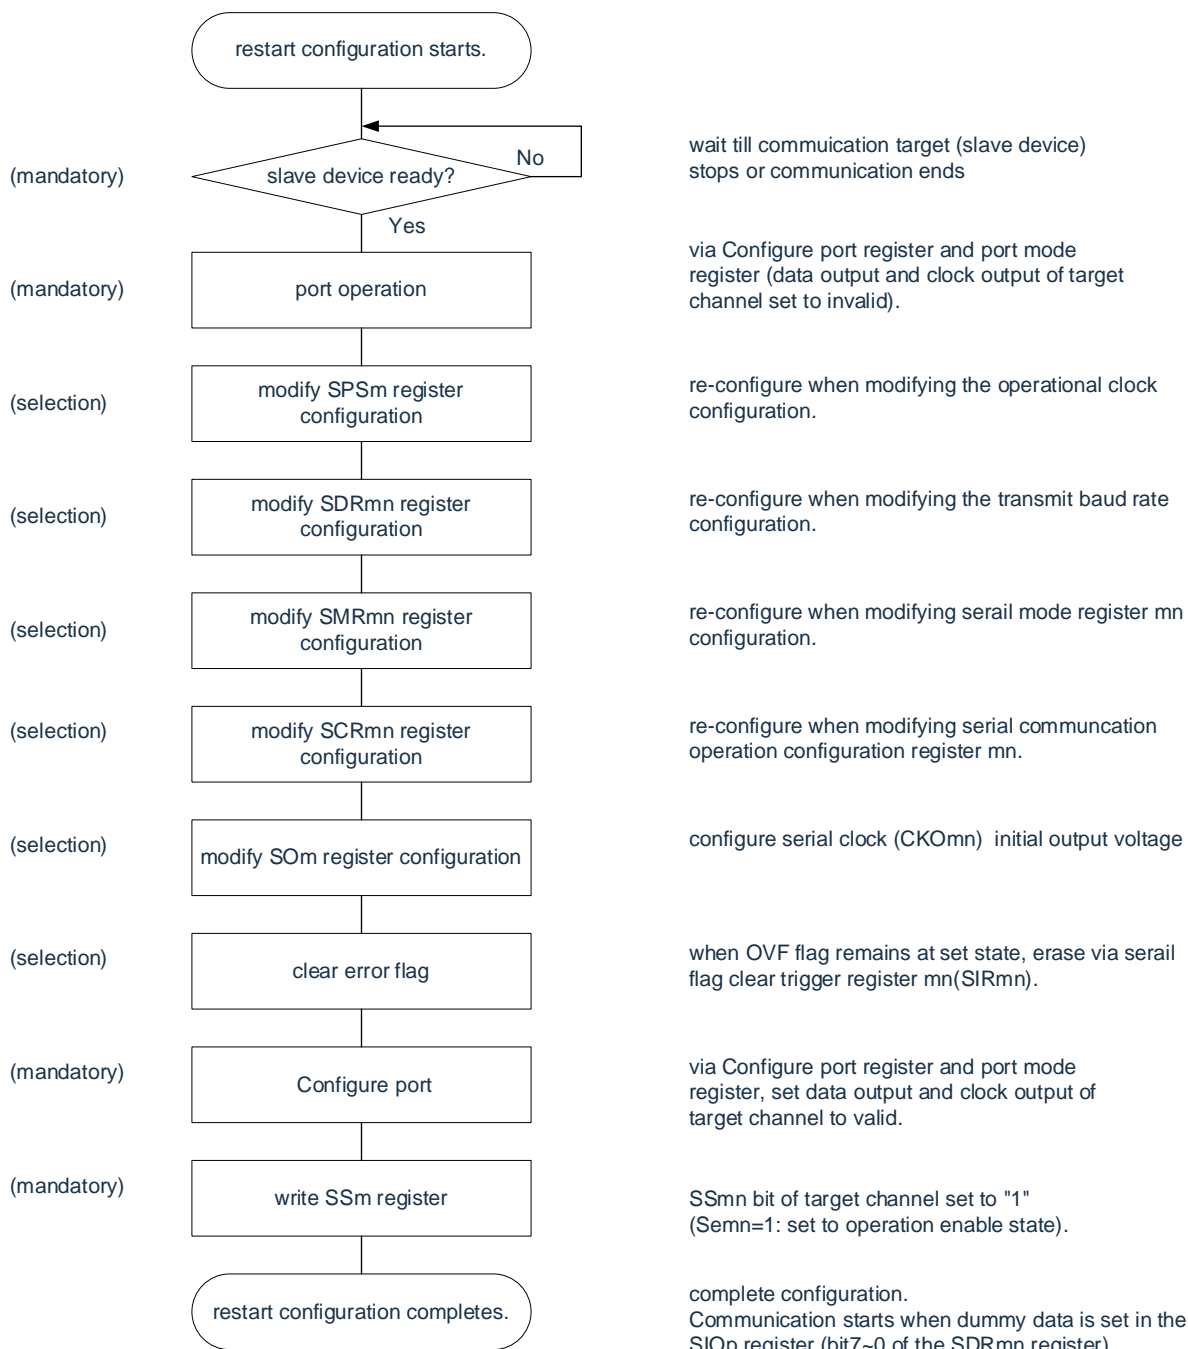 restart configuration starts.
No
(mandatory)
slave device ready?
wait till commuication target (slave device)
stops or communication ends
Yes
(mandatory)
port operation
via Configure port register and port mode
register (data output and clock output of target
channel set to invalid).
(selection)
modify SPSm register
configuration
re-configure when modifying the operational clock
configuration.
(selection)
modify SDRmn register
configuration
re-configure when modifying the transmit baud rate
configuration.
(selection)
modify SMRmn register
configuration
re-configure when modifying serail mode register mn
configuration.
(selection)
modify SCRmn register
configuration
re-configure when modifying serial communcation
operation configuration register mn.
(selection)
modify SOm register configuration
configure serial clock (CKOmn) initial output voltage
(selection)
clear error flag
when OVF flag remains at set state, erase via serail
flag clear trigger register mn(SIRmn).
(mandatory)
Configure port
via Configure port register and port mode
register, set data output and clock output of
target channel to valid.
(mandatory)
write SSm register
SSmn bit of target channel set to "1"
(Semn=1: set to operation enable state).
restart configuration completes.
complete configuration.
Communication starts when dummy data is set in the
SIOp register (bit7~0 of the SDRmn register)